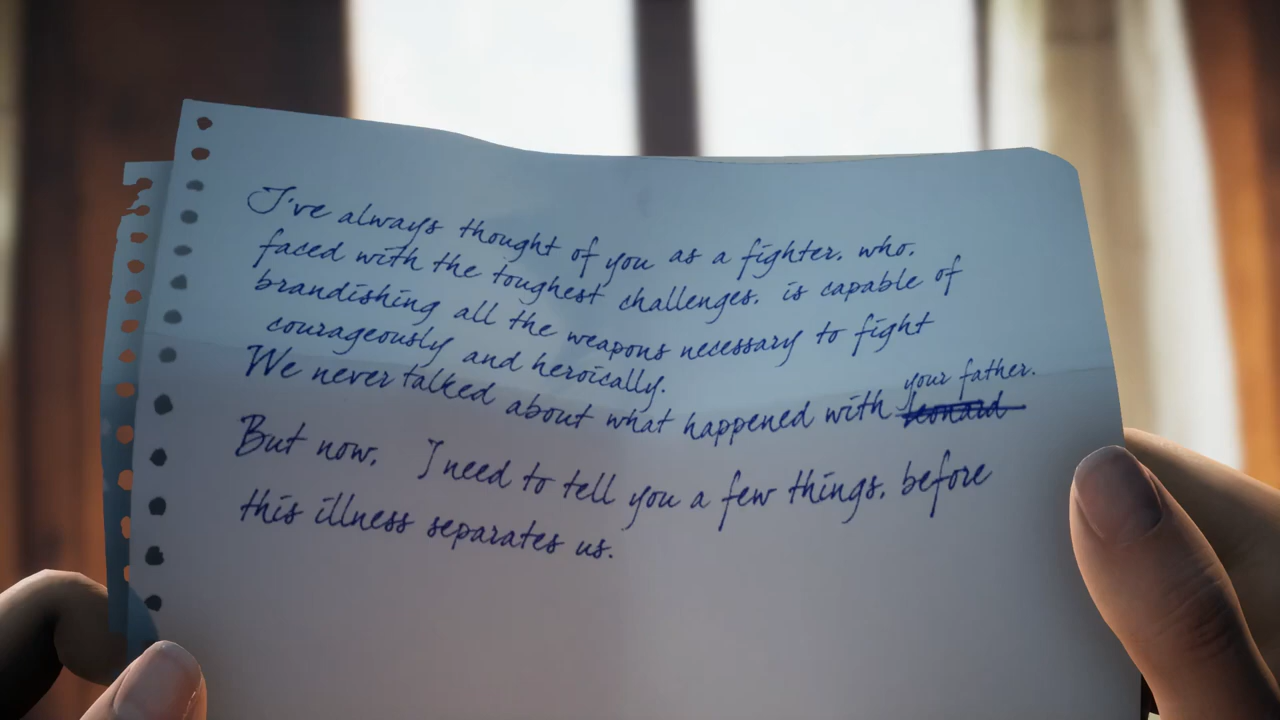 I've always thought of you as a fighter. who.
faced with the toughest challenges. is capable of
brandishing all the weapons necessary to fight
courageously and heroically.
We never talked about what happened with leonard your father.
But now. I need to tell you a few things. before
this illness separates us.